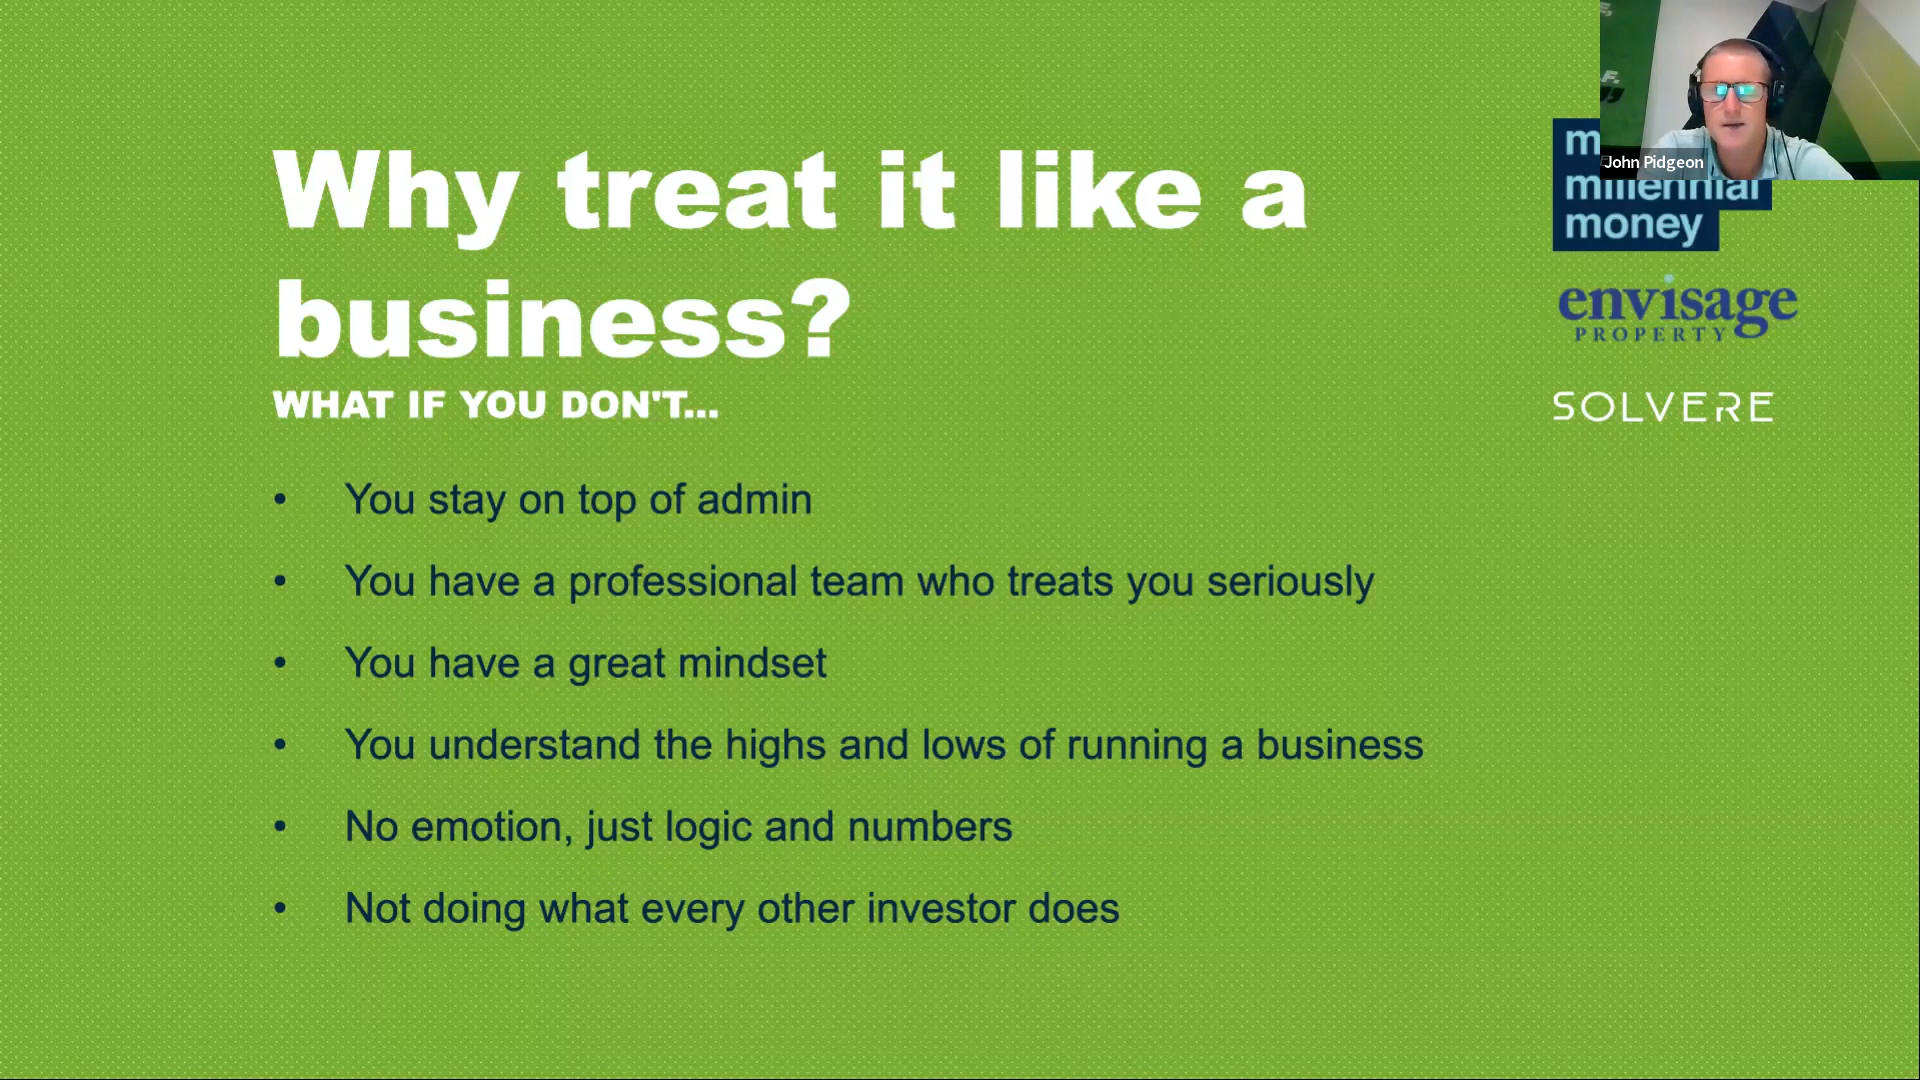 Why treat it like a
business?
WHAT IF YOU DON'T...
• You stay on top of admin
• You have a professional team who treats you seriously
• You have a great mindset
• You understand the highs and lows of running a business
• No emotion, just logic and numbers
• Not doing what every other investor does
John Pidgeon
millennial
money
envisage
PROPERTY
SOLVERE